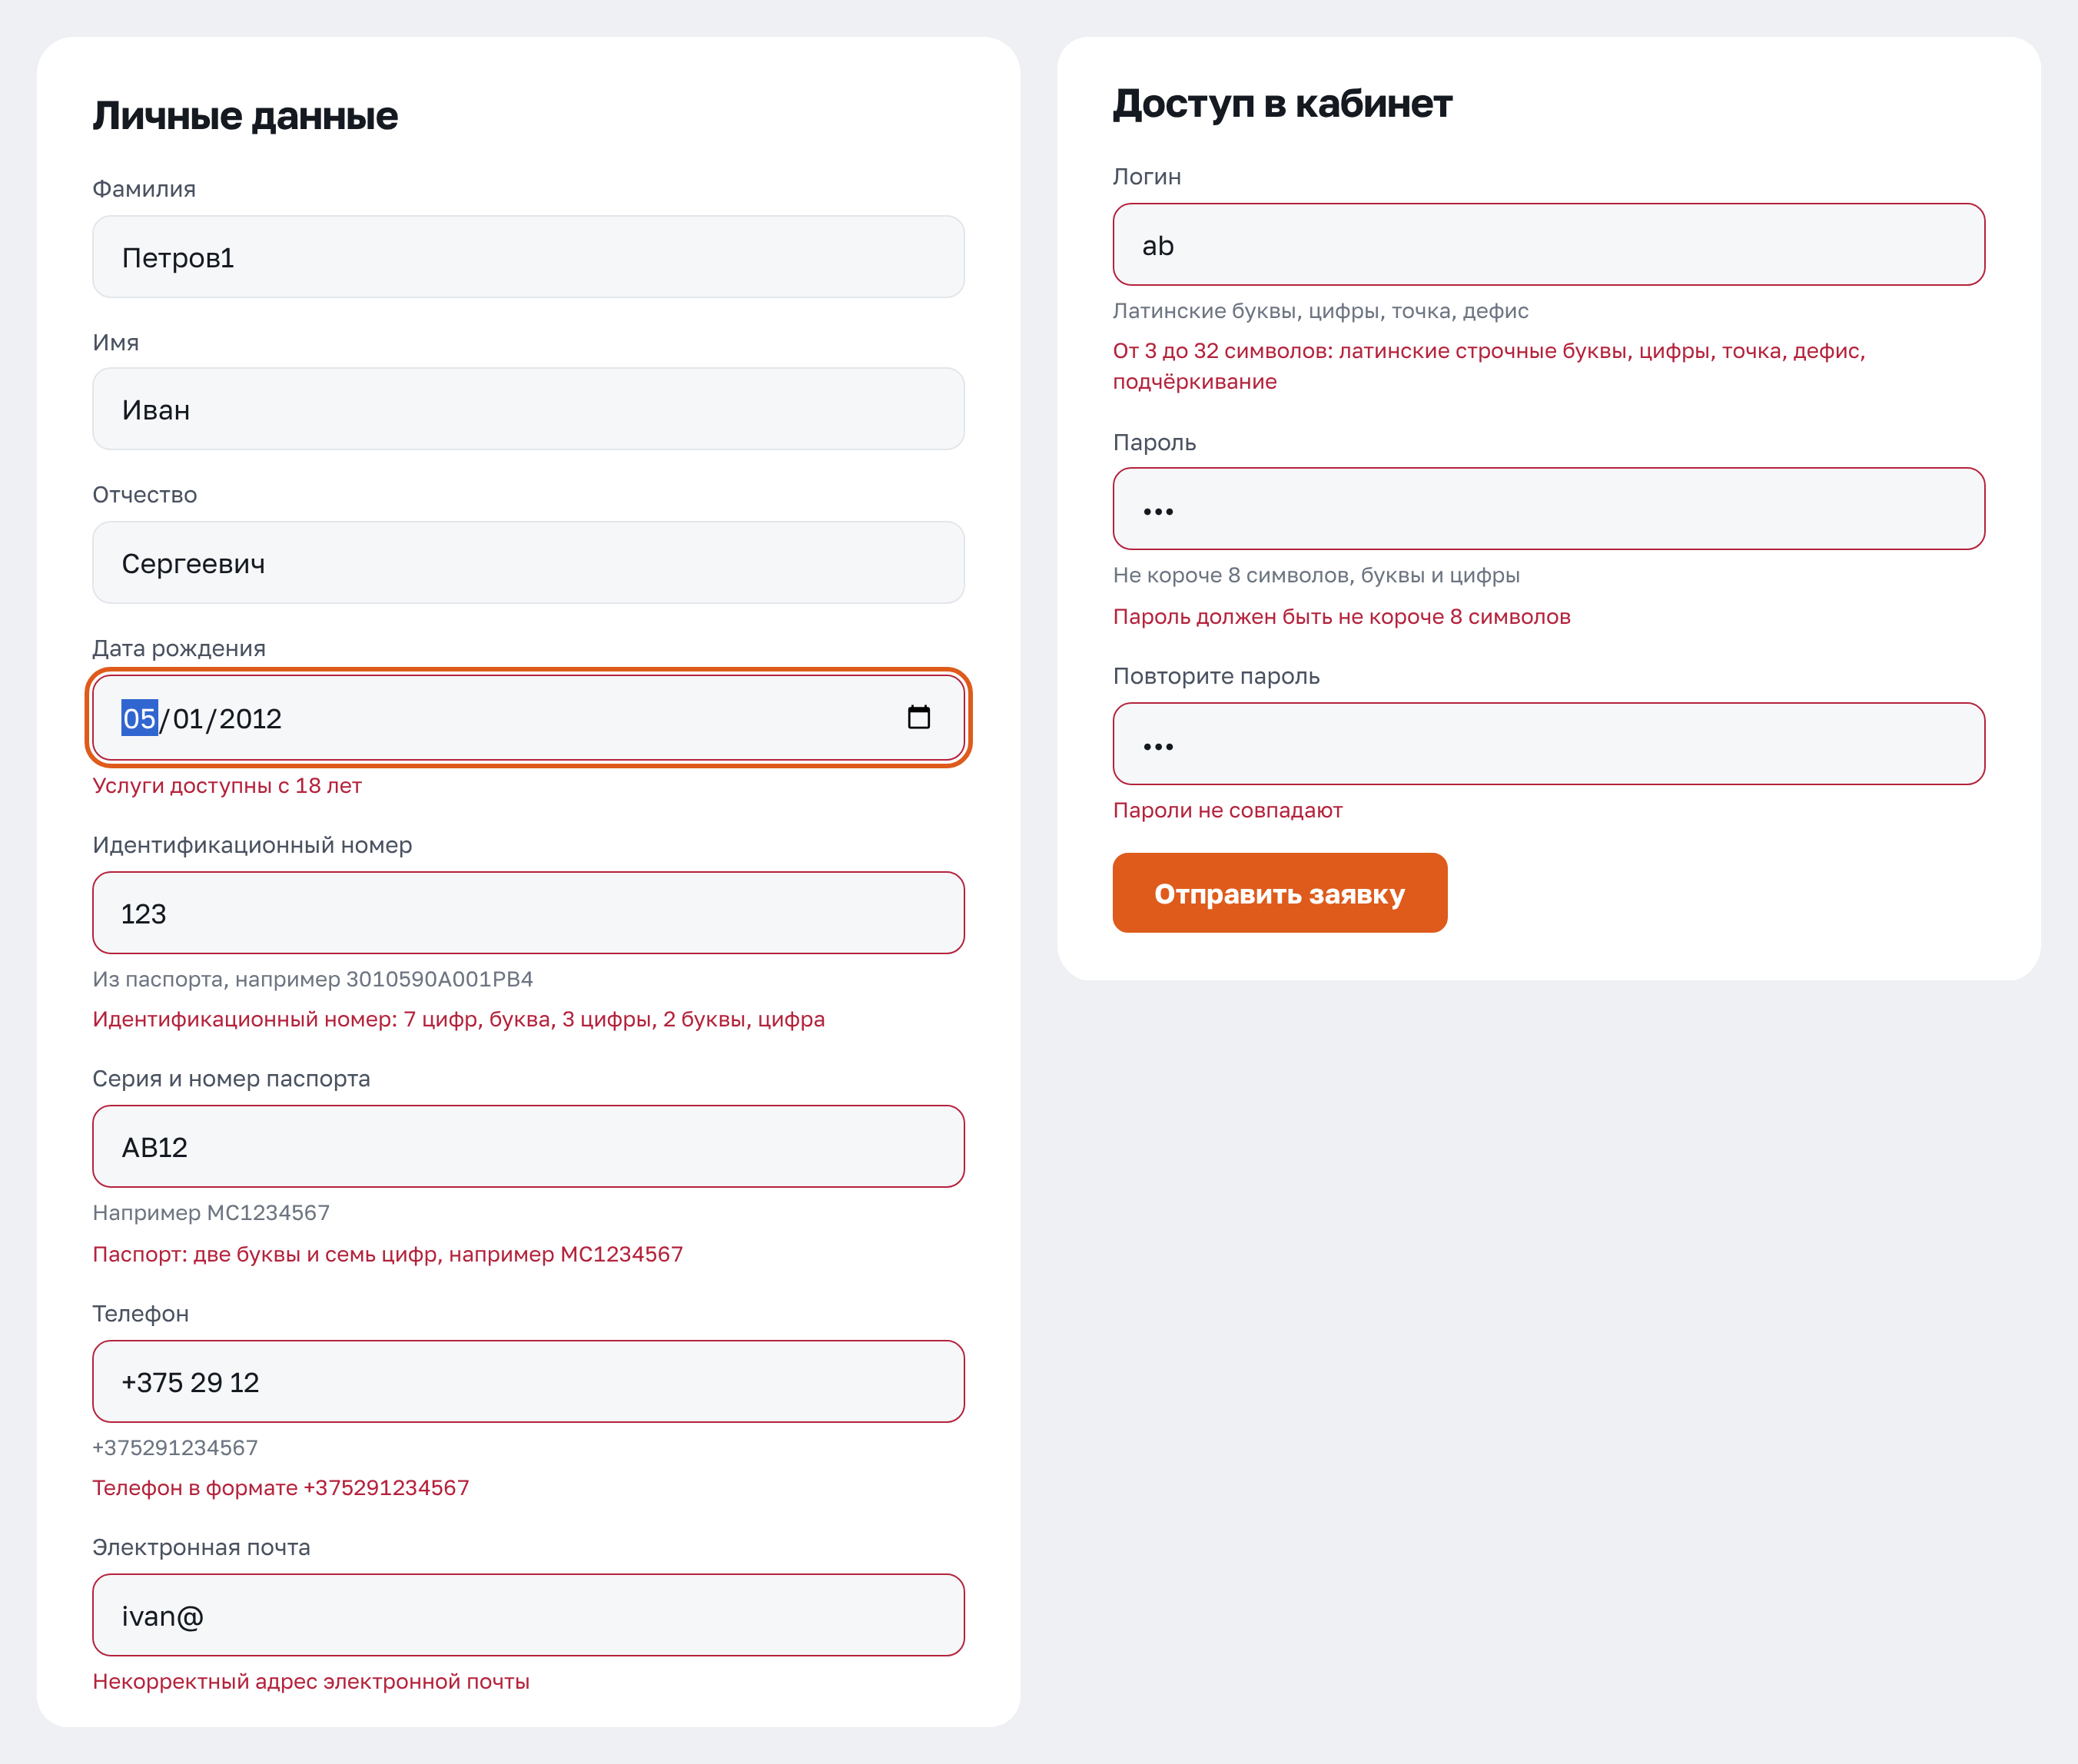 Личные данные
Фамилия
Петров1
Имя
Иван
Отчество
Сергеевич
Дата рождения
05/01/2012
Услуги доступны с 18 лет
Идентификационный номер
123
Из паспорта, например 3010590A001PB4
Идентификационный номер: 7 цифр, буква, 3 цифры, 2 буквы, цифра
Серия и номер паспорта
AB12
Например MC1234567
Паспорт: две буквы и семь цифр, например MC1234567
Телефон
+375 29 12
+375291234567
Телефон в формате +375291234567
Электронная почта
ivan@
Некорректный адрес электронной почты
Доступ в кабинет
Логин
ab
Латинские буквы, цифры, точка, дефис
От 3 до 32 символов: латинские строчные буквы, цифры, точка, дефис,
подчёркивание
Пароль
•••
Не короче 8 символов, буквы и цифры
Пароль должен быть не короче 8 символов
Повторите пароль
•••
Пароли не совпадают
Отправить заявку